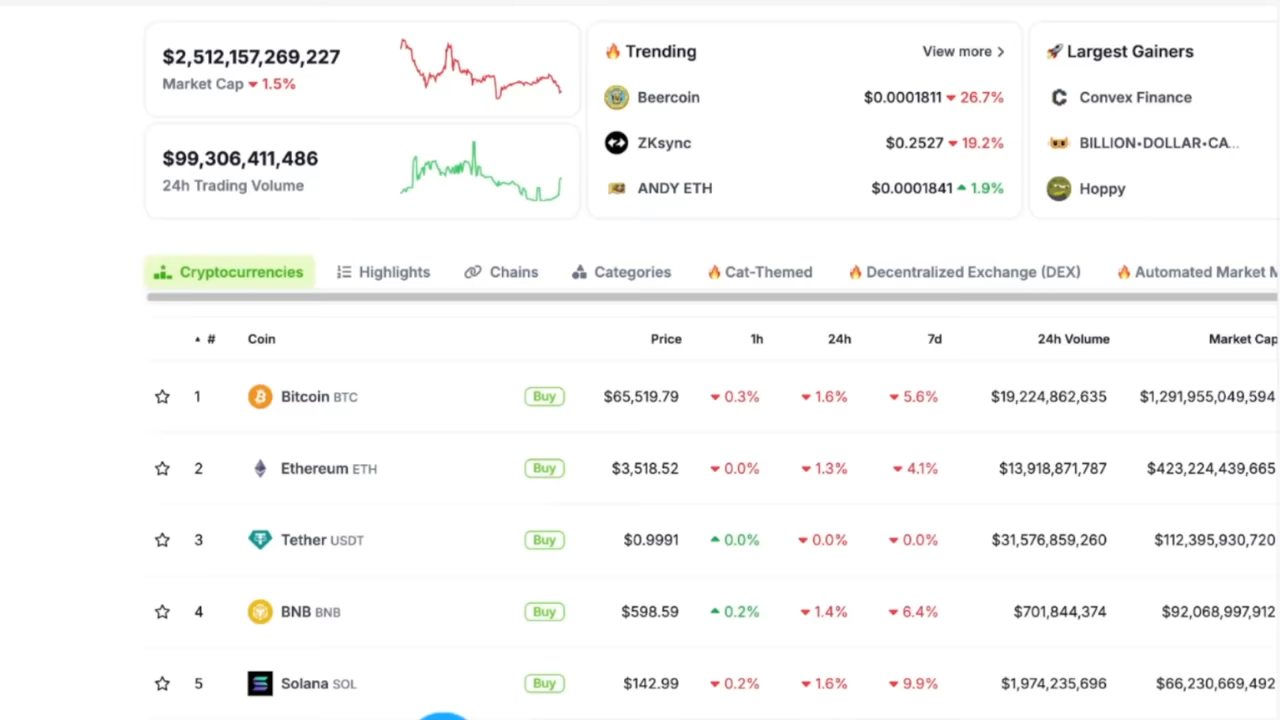 $2,512,157,269,227
Market Cap ▼ 1.5%
$99,306,411,486
24h Trading Volume
🔥 Trending
View more >
Beercoin $0.0001811 ▼ 26.7%
ZKsync $0.2527 ▼ 19.2%
ANDY ETH $0.0001841 ▲ 1.9%
🚀 Largest Gainers
Convex Finance
BILLION•DOLLAR•CA...
Hoppy
Cryptocurrencies Highlights Chains Categories 🔥 Cat-Themed 🔥 Decentralized Exchange (DEX) 🔥 Automated Market M
▲ # Coin Price 1h 24h 7d 24h Volume Market Cap
1 Bitcoin BTC Buy $65,519.79 ▼ 0.3% ▼ 1.6% ▼ 5.6% $19,224,862,635 $1,291,955,049,594
2 Ethereum ETH Buy $3,518.52 ▼ 0.0% ▼ 1.3% ▼ 4.1% $13,918,871,787 $423,224,439,665
3 Tether USDT Buy $0.9991 ▲ 0.0% ▼ 0.0% ▼ 0.0% $31,576,859,260 $112,395,930,720
4 BNB BNB Buy $598.59 ▲ 0.2% ▼ 1.4% ▼ 6.4% $701,844,374 $92,068,997,912
5 Solana SOL Buy $142.99 ▼ 0.2% ▼ 1.6% ▼ 9.9% $1,974,235,696 $66,230,669,492